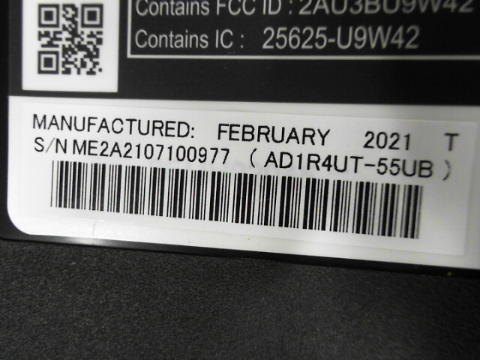 Contains FCC ID : 2AU3BU9W42
Contains IC : 25625-U9W42
MANUFACTURED: FEBRUARY 2021 T
S/N ME2A2107100977 ( AD1R4UT-55UB )